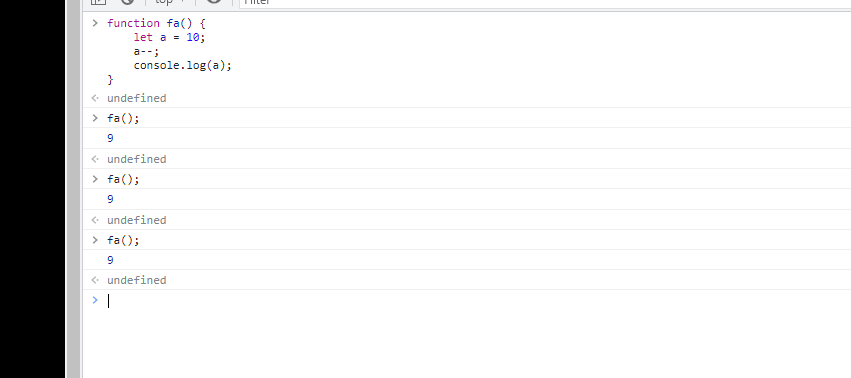 top
Filter
function fa() {
let a = 10;
a--;
console.log(a);
}
undefined
fa();
9
undefined
fa();
9
undefined
fa();
9
undefined